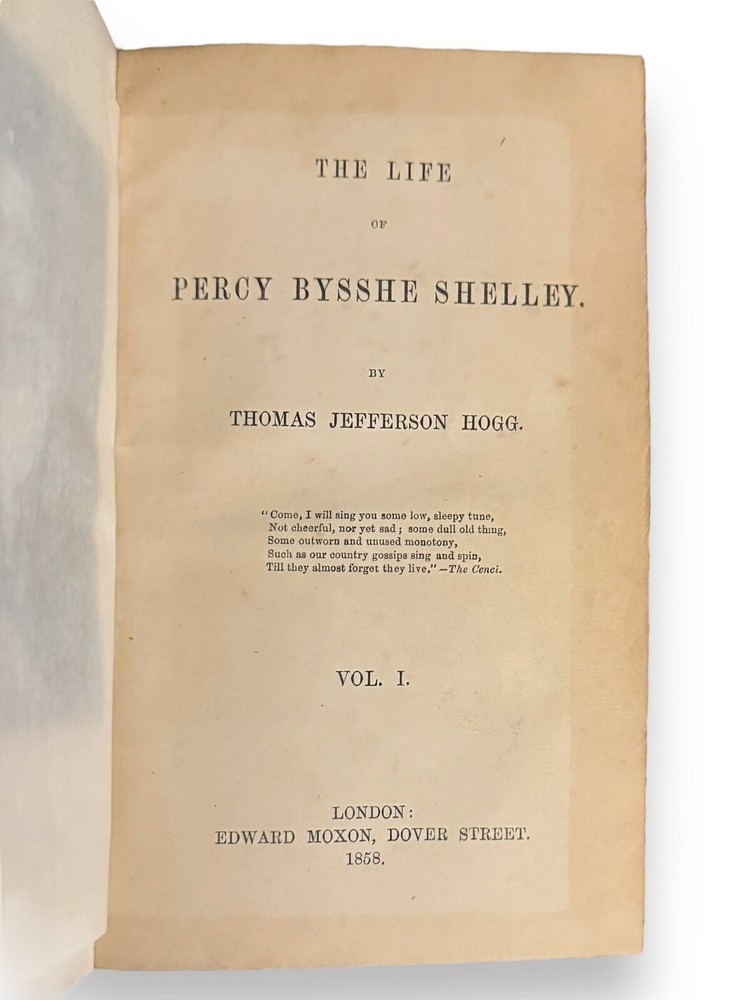 THE LIFE
OF
PERCY BYSSHE SHELLEY.
BY
THOMAS JEFFERSON HOGG.
"Come, I will sing you some low, sleepy tune,
Not cheerful, nor yet sad; some dull old thing,
Some outworn and unused monotony,
Such as our country gossips sing and spin,
Till they almost forget they live."—The Cenci.
VOL. I.
LONDON:
EDWARD MOXON, DOVER STREET.
1858.